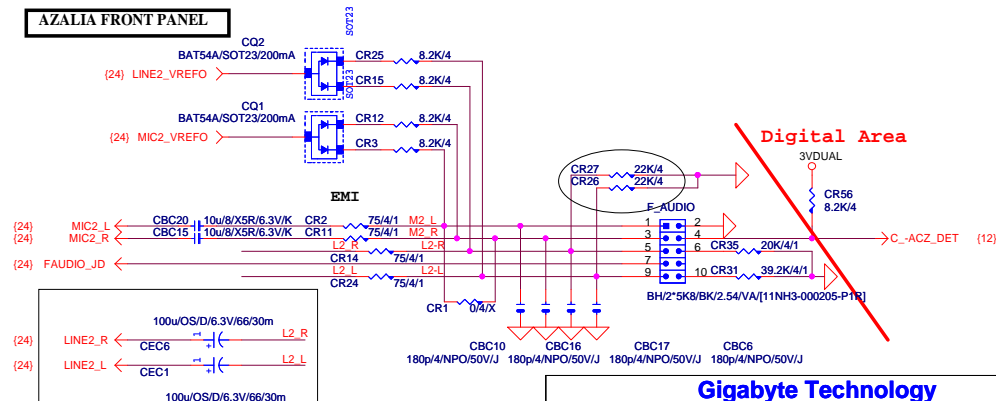 AZALIA FRONT PANEL
SOT23
CQ2
BAT54A/SOT23/200mA
CR25 8.2K/4
{24} LINE2_VREFO
CR15 8.2K/4
SOT23
CQ1
BAT54A/SOT23/200mA
CR12 8.2K/4
{24} MIC2_VREFO
CR3 8.2K/4
Digital Area
3VDUAL
CR27 22K/4
CR26 22K/4
CR56
8.2K/4
EMI
F_AUDIO
{24} MIC2_L CBC20 10u/8/X5R/6.3V/K CR2 75/4/1 M2_L 1 2
{24} MIC2_R CBC15 10u/8/X5R/6.3V/K CR11 75/4/1 M2_R 3 4 C_-ACZ_DET {12}
L2_R L2-R 5 6 CR35 20K/4/1
{24} FAUDIO_JD CR14 75/4/1 7 8
L2_L L2-L 9 10 CR31 39.2K/4/1
CR24 75/4/1
BH/2*5K8/BK/2.54/VA/[11NH3-000205-P1R]
CR1 0/4/X
100u/OS/D/6.3V/66/30m
{24} LINE2_R 1 + L2_R
CEC6
{24} LINE2_L 1 + L2_L
CEC1
100u/OS/D/6.3V/66/30m
CBC10 CBC16 CBC17 CBC6
180p/4/NPO/50V/J 180p/4/NPO/50V/J 180p/4/NPO/50V/J 180p/4/NPO/50V/J
Gigabyte Technology